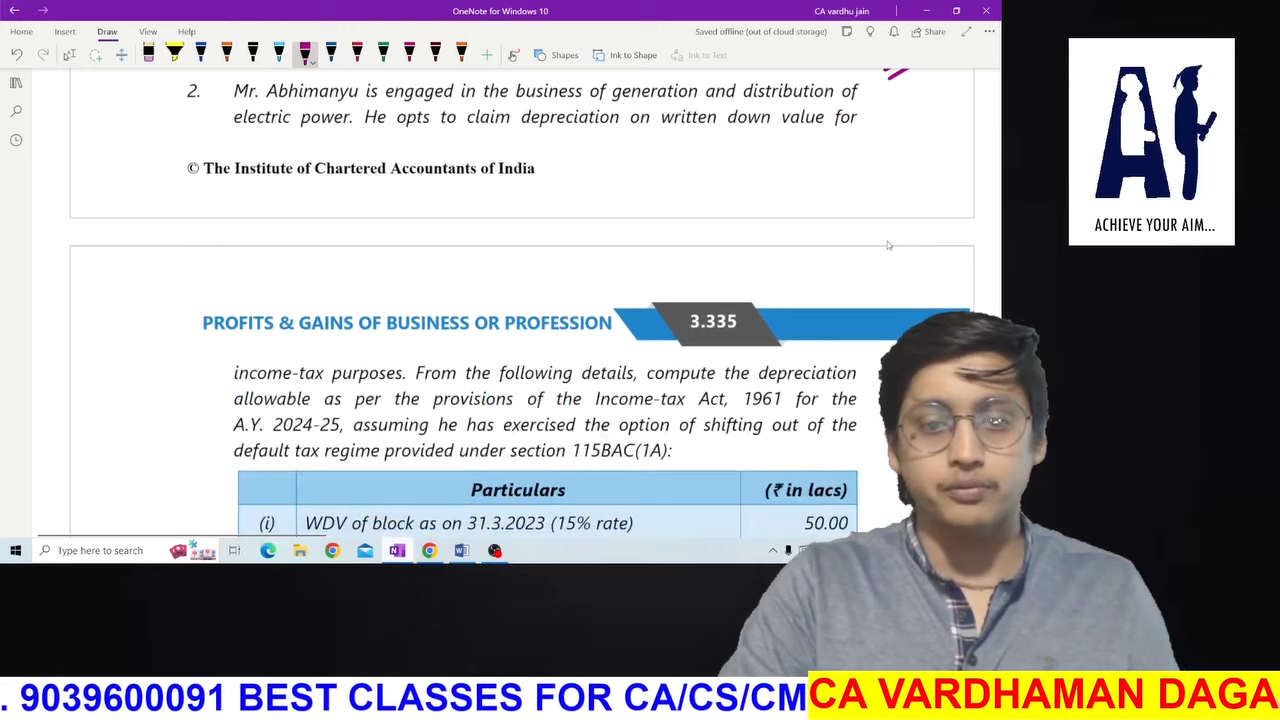 OneNote for Windows 10
CA vardhu jain
Home Insert Draw View Help
Saved offline (out of cloud storage)
Share
Shapes
Ink to Shape
Ink to Text
2. Mr. Abhimanyu is engaged in the business of generation and distribution of
electric power. He opts to claim depreciation on written down value for
© The Institute of Chartered Accountants of India
PROFITS & GAINS OF BUSINESS OR PROFESSION 3.335
income-tax purposes. From the following details, compute the depreciation
allowable as per the provisions of the Income-tax Act, 1961 for the
A.Y. 2024-25, assuming he has exercised the option of shifting out of the
default tax regime provided under section 115BAC(1A):
Particulars (₹ in lacs)
(i) WDV of block as on 31.3.2023 (15% rate) 50.00
Type here to search
A
ACHIEVE YOUR AIM...
. 9039600091 BEST CLASSES FOR CA/CS/CM
CA VARDHAMAN DAGA